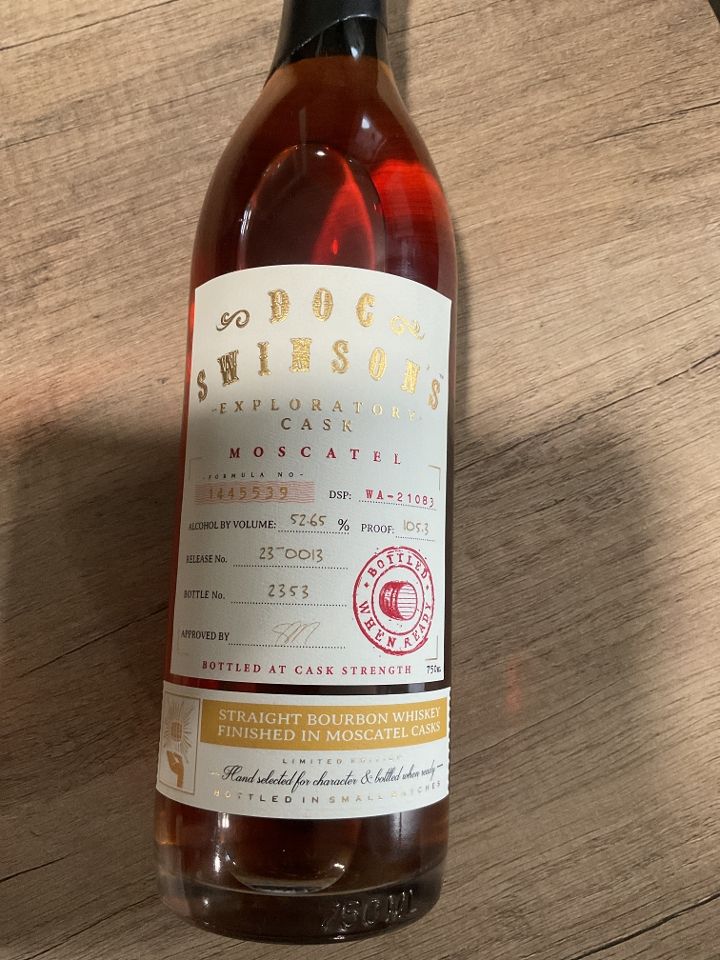 DOC
SWINSON'S
-EXPLORATORY-
CASK
MOSCATEL
-FORMULA NO-
1445539
DSP: WA-21083
ALCOHOL BY VOLUME: 52.65 % PROOF: 105.3
RELEASE No. 23-0013
BOTTLE No. 2353
APPROVED BY
BOTTLED WHEN READY
BOTTLED AT CASK STRENGTH 750ML
STRAIGHT BOURBON WHISKEY
FINISHED IN MOSCATEL CASKS
LIMITED EDITION
Hand selected for character & bottled when ready
BOTTLED IN SMALL BATCHES
750ML